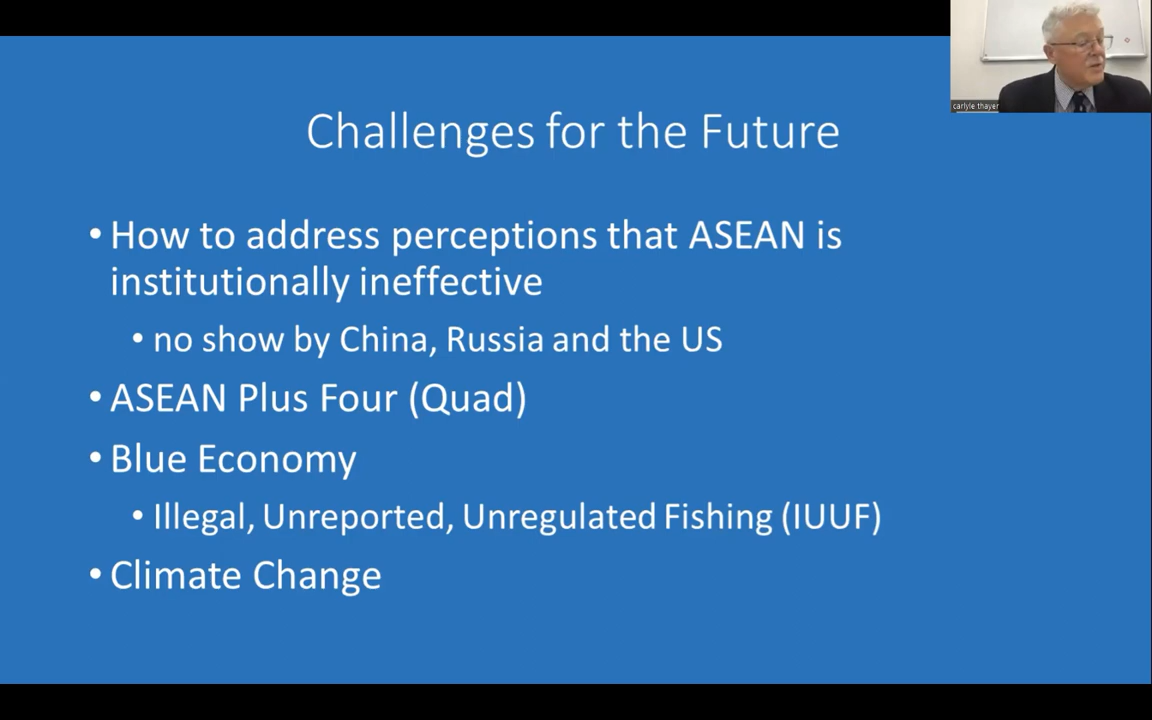 carlyle thayer
Challenges for the Future
• How to address perceptions that ASEAN is
institutionally ineffective
• no show by China, Russia and the US
• ASEAN Plus Four (Quad)
• Blue Economy
• Illegal, Unreported, Unregulated Fishing (IUUF)
• Climate Change